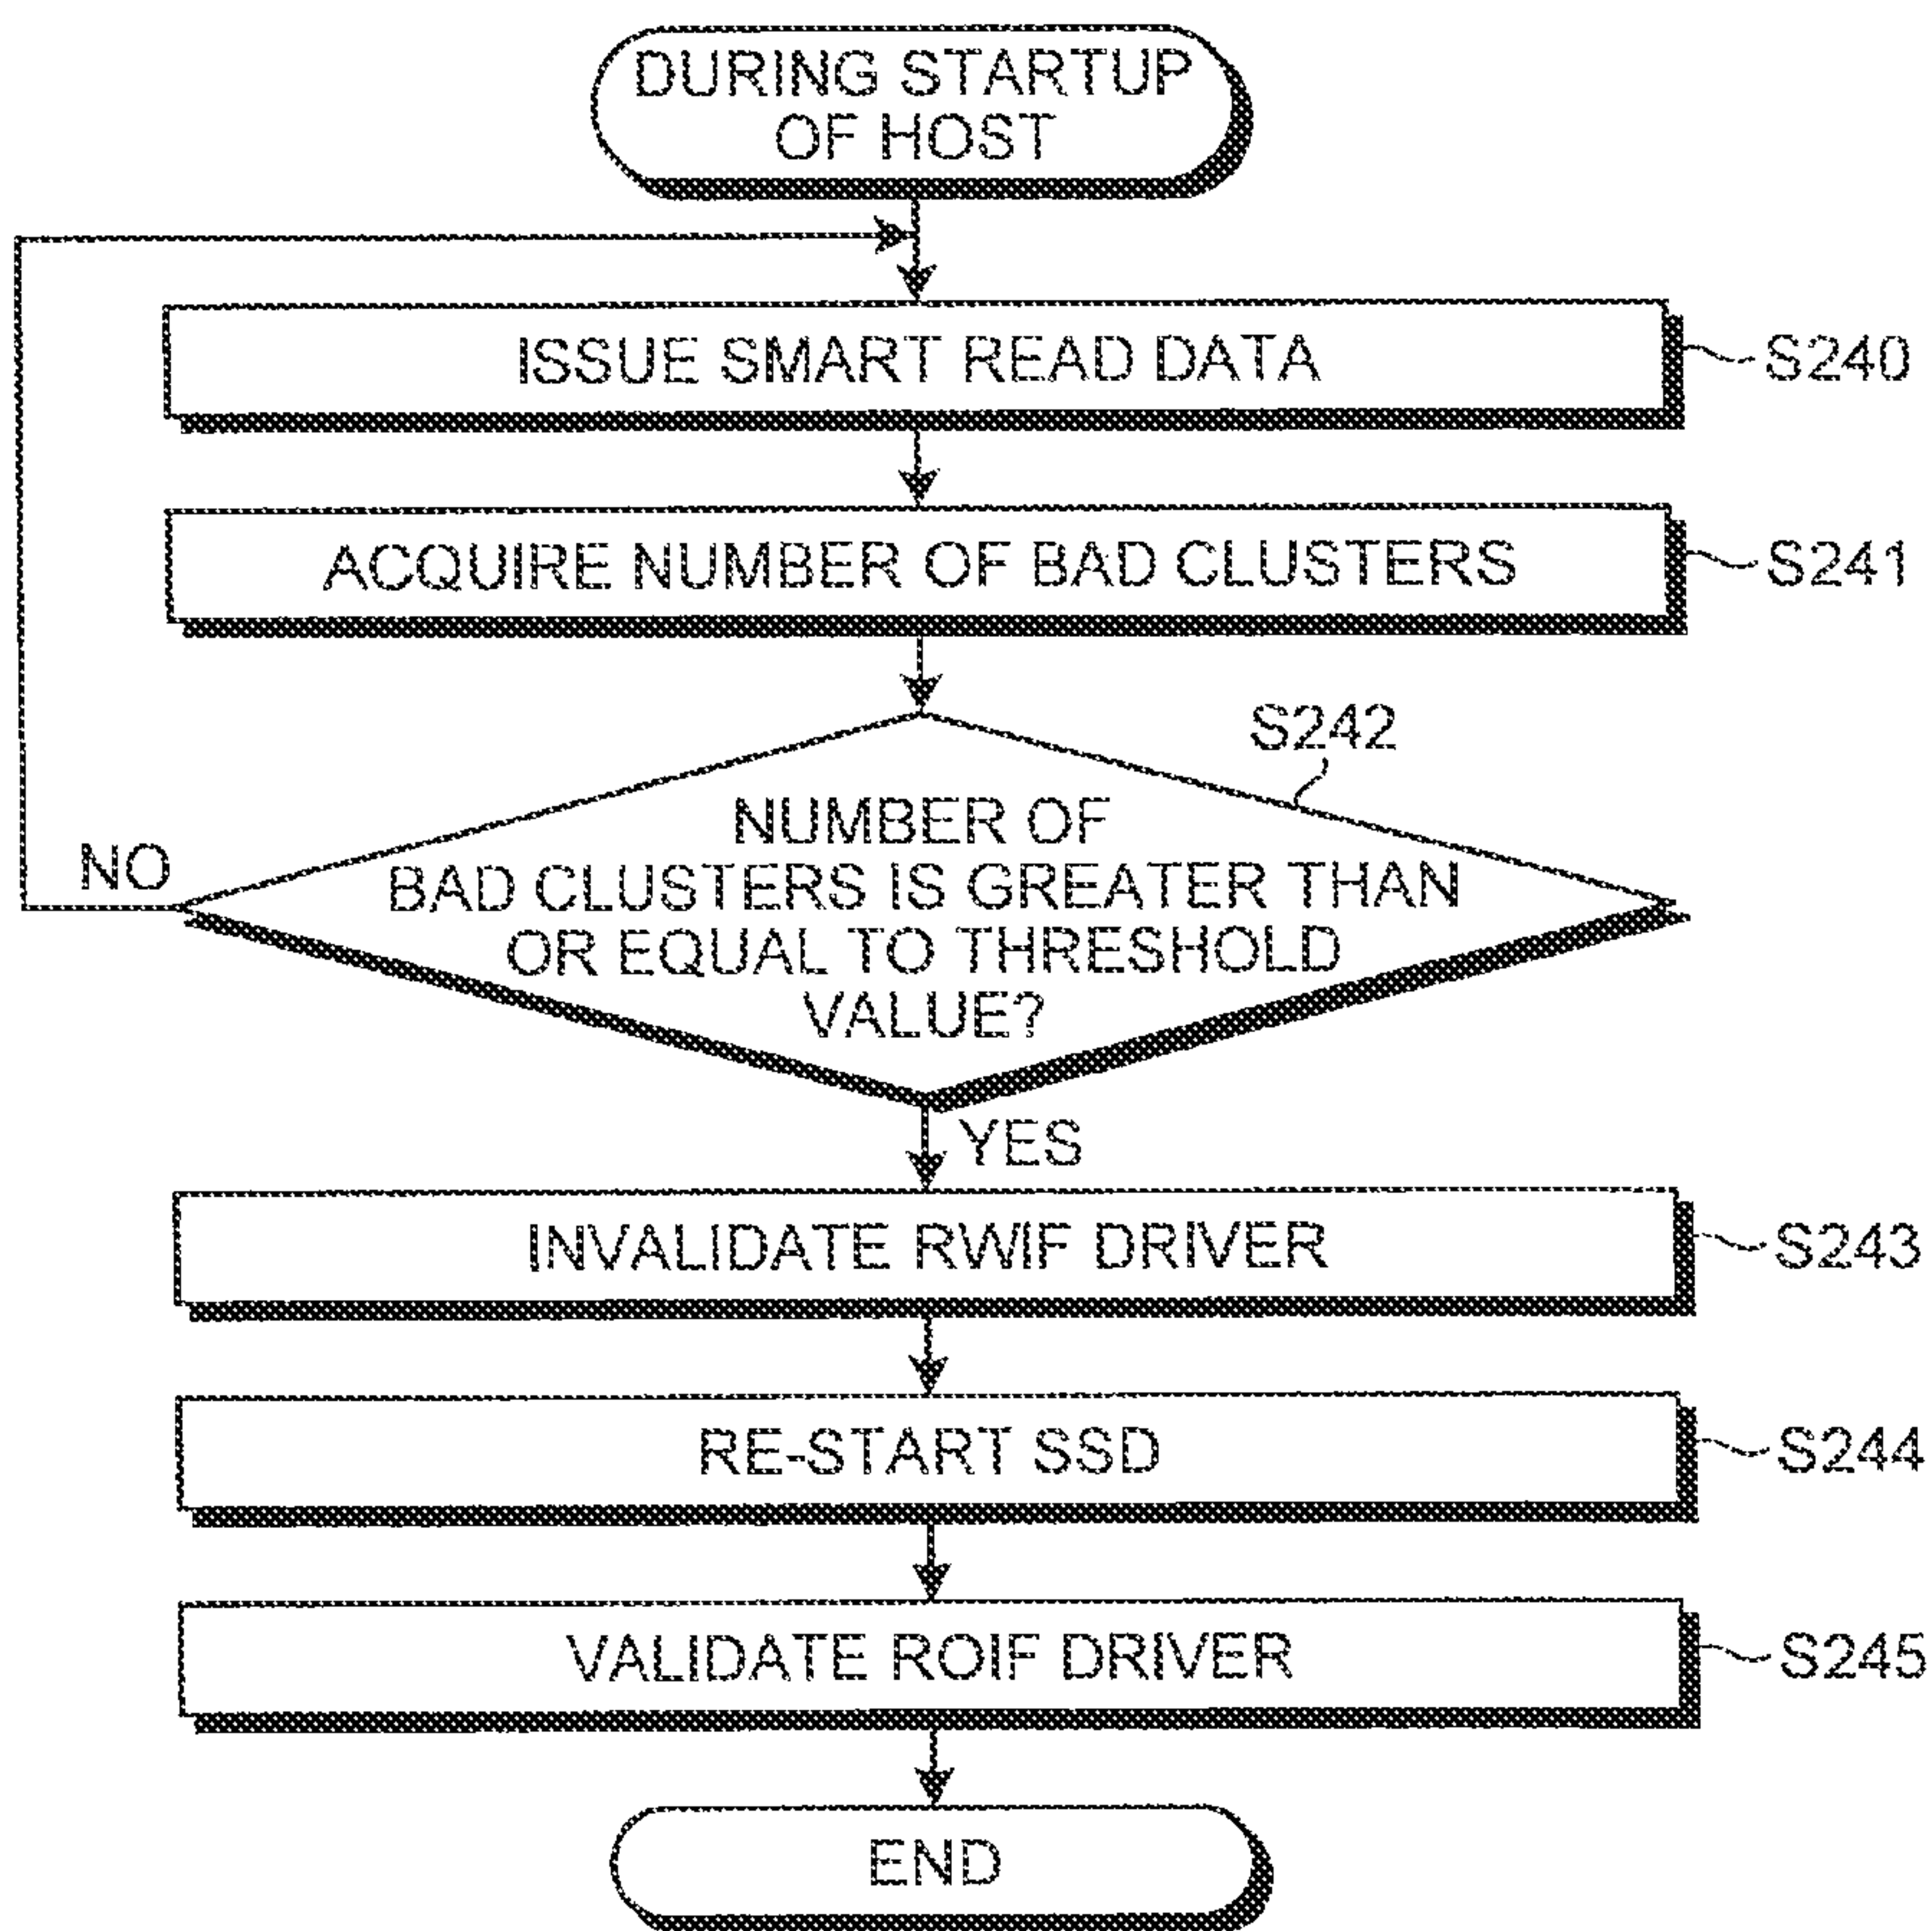 DURING STARTUP
OF HOST
ISSUE SMART READ DATA
S240
ACQUIRE NUMBER OF BAD CLUSTERS
S241
S242
NUMBER OF
BAD CLUSTERS IS GREATER THAN
OR EQUAL TO THRESHOLD
VALUE?
NO
YES
INVALIDATE RWIF DRIVER
S243
RE-START SSD
S244
VALIDATE ROIF DRIVER
S245
END